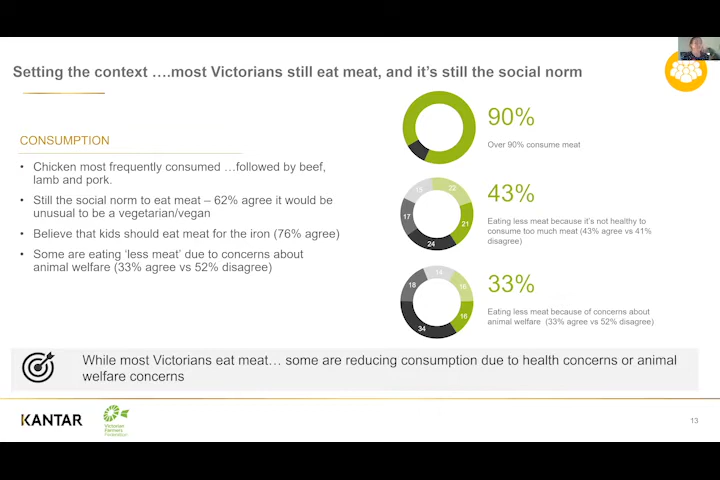 Setting the context ….most Victorians still eat meat, and it's still the social norm
CONSUMPTION
• Chicken most frequently consumed …followed by beef,
lamb and pork.
• Still the social norm to eat meat – 62% agree it would be
unusual to be a vegetarian/vegan
• Believe that kids should eat meat for the iron (76% agree)
• Some are eating 'less meat' due to concerns about
animal welfare (33% agree vs 52% disagree)
90%
Over 90% consume meat
22
21
24
17
43%
Eating less meat because it's not healthy to
consume too much meat (43% agree vs 41%
disagree)
14
16
16
34
18
33%
Eating less meat because of concerns about
animal welfare (33% agree vs 52% disagree)
While most Victorians eat meat… some are reducing consumption due to health concerns or animal
welfare concerns
KANTAR
Victorian
Farmers
Federation
13